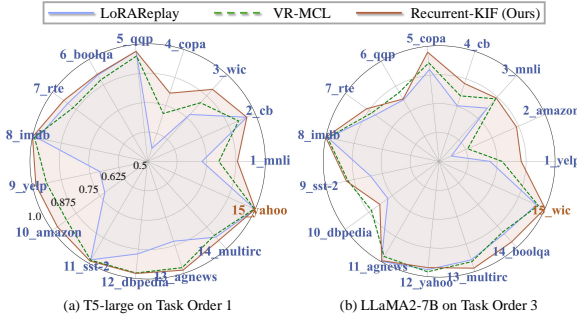 LoRAReplay VR-MCL Recurrent-KIF (Ours)
(a)
5_qqp
4_copa
3_wic
2_cb
1_mnli
15_yahoo
14_multirc
13_agnews
12_dbpedia
11_sst-2
10_amazon
9_yelp
8_imdb
7_rte
6_boolqa
0.5
0.625
0.75
0.875
1.0
(a) T5-large on Task Order 1
(b)
5_copa
4_cb
3_mnli
2_amazon
1_yelp
15_wic
14_boolqa
13_multirc
12_yahoo
11_agnews
10_dbpedia
9_sst-2
8_imdb
7_rte
6_qqp
(b) LLaMA2-7B on Task Order 3